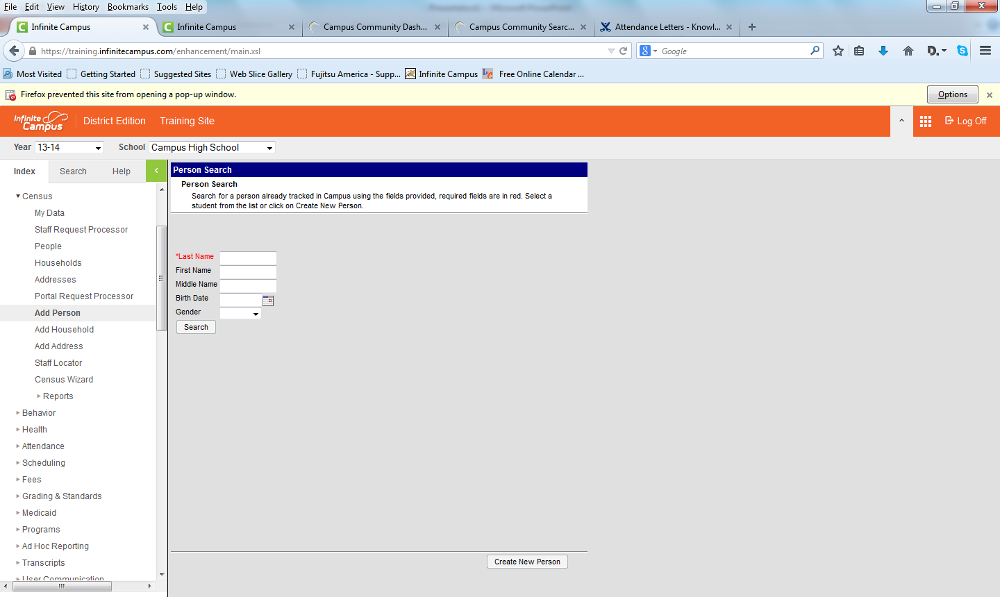 File Edit View History Bookmarks Tools Help
Infinite Campus
Infinite Campus
Campus Community Dash...
Campus Community Searc...
Attendance Letters - Knowl...
https://training.infinitecampus.com/enhancement/main.xsl
Google
D.
Most Visited Getting Started Suggested Sites Web Slice Gallery Fujitsu America - Supp... Infinite Campus Free Online Calendar ...
Firefox prevented this site from opening a pop-up window.
Options
Infinite Campus
District Edition Training Site
Log Off
Year 13-14 School Campus High School
Index Search Help
Census
My Data
Staff Request Processor
People
Households
Addresses
Portal Request Processor
Add Person
Add Household
Add Address
Staff Locator
Census Wizard
Reports
Behavior
Health
Attendance
Scheduling
Fees
Grading & Standards
Medicaid
Programs
Ad Hoc Reporting
Transcripts
User Communication
Person Search
Person Search
Search for a person already tracked in Campus using the fields provided, required fields are in red. Select a
student from the list or click on Create New Person.
*Last Name
First Name
Middle Name
Birth Date
Gender
Search
Create New Person